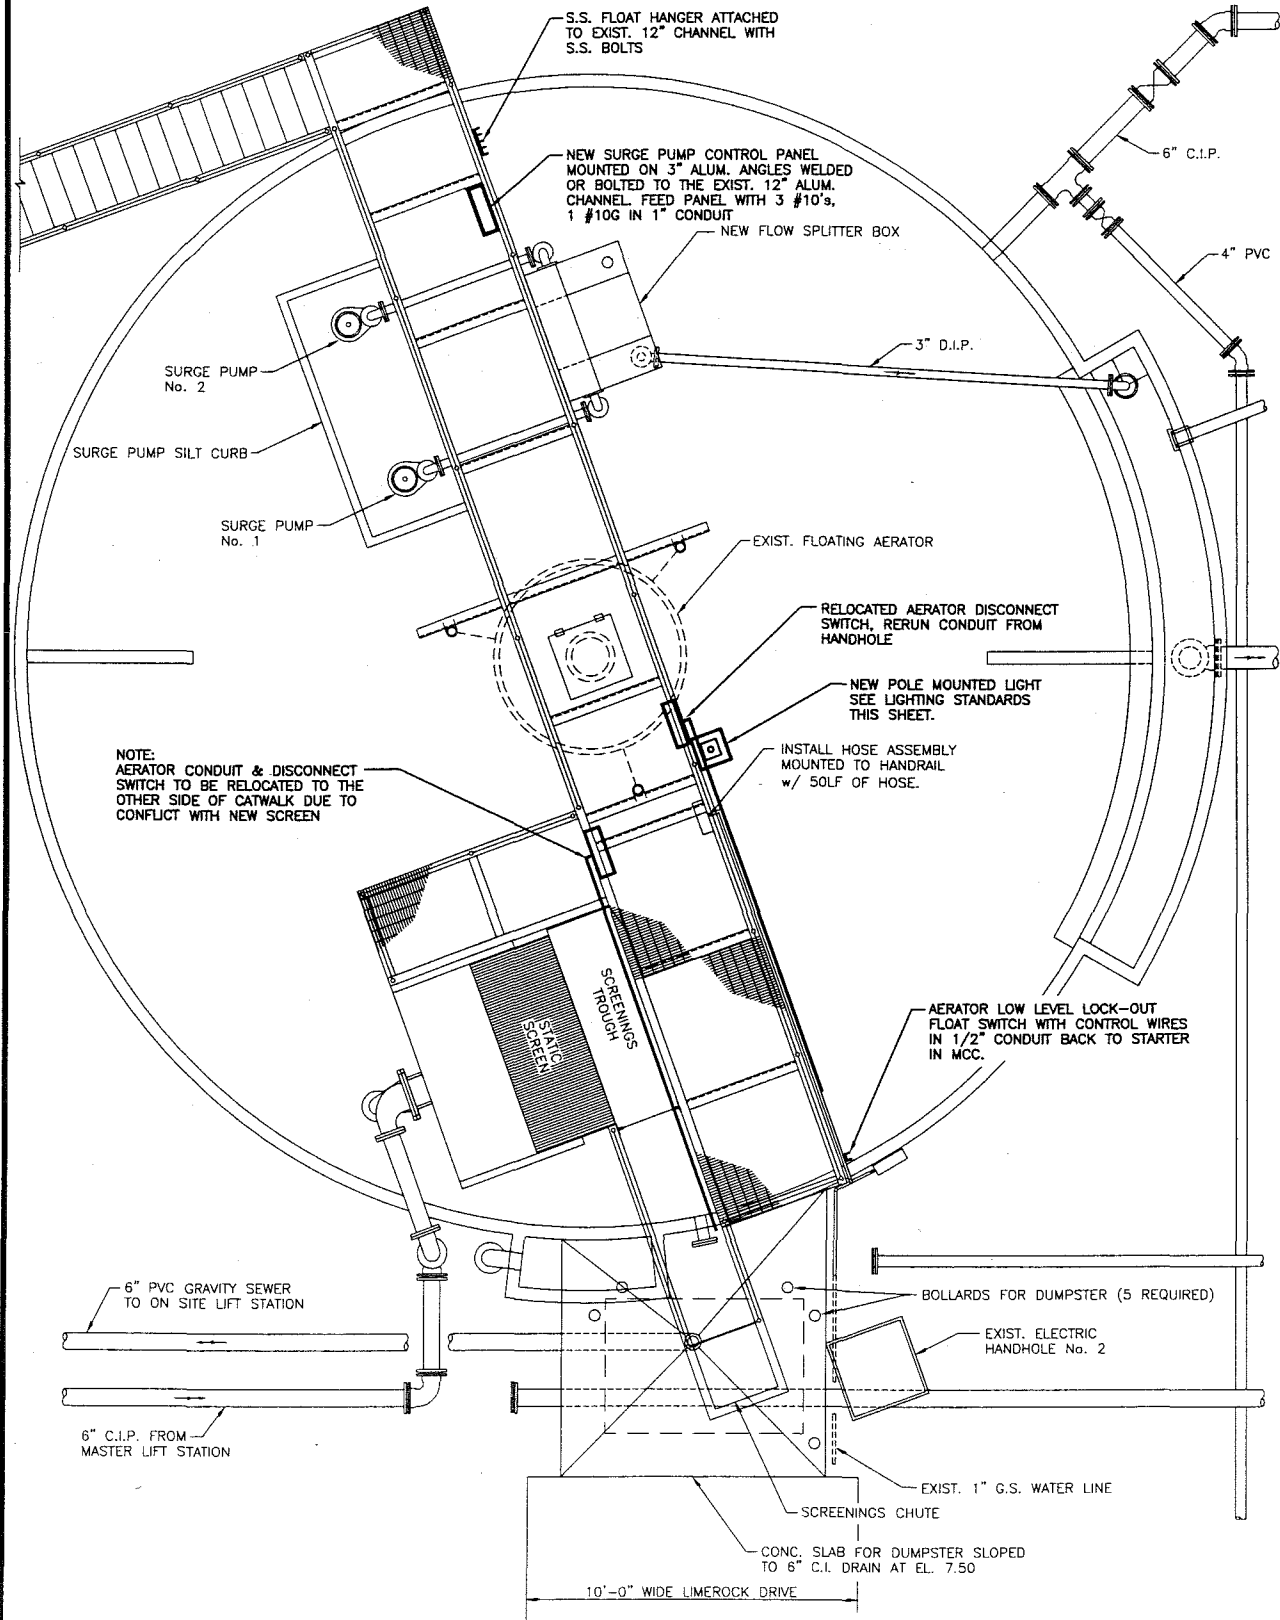 S.S. FLOAT HANGER ATTACHED
TO EXIST. 12" CHANNEL WITH
S.S. BOLTS
NEW SURGE PUMP CONTROL PANEL
MOUNTED ON 3" ALUM. ANGLES WELDED
OR BOLTED TO THE EXIST. 12" ALUM.
CHANNEL. FEED PANEL WITH 3 #10's,
1 #10G IN 1" CONDUIT
6" C.I.P.
NEW FLOW SPLITTER BOX
4" PVC
3" D.I.P.
SURGE PUMP
No. 2
SURGE PUMP SILT CURB
SURGE PUMP
No. 1
EXIST. FLOATING AERATOR
RELOCATED AERATOR DISCONNECT
SWITCH, RERUN CONDUIT FROM
HANDHOLE
NEW POLE MOUNTED LIGHT
SEE LIGHTING STANDARDS
THIS SHEET.
INSTALL HOSE ASSEMBLY
MOUNTED TO HANDRAIL
w/ 50LF OF HOSE.
NOTE:
AERATOR CONDUIT & DISCONNECT
SWITCH TO BE RELOCATED TO THE
OTHER SIDE OF CATWALK DUE TO
CONFLICT WITH NEW SCREEN
SCREENINGS
TROUGH
STATIC
SCREEN
AERATOR LOW LEVEL LOCK-OUT
FLOAT SWITCH WITH CONTROL WIRES
IN 1/2" CONDUIT BACK TO STARTER
IN MCC.
6" PVC GRAVITY SEWER
TO ON SITE LIFT STATION
BOLLARDS FOR DUMPSTER (5 REQUIRED)
EXIST. ELECTRIC
HANDHOLE No. 2
6" C.I.P. FROM
MASTER LIFT STATION
EXIST. 1" G.S. WATER LINE
SCREENINGS CHUTE
CONC. SLAB FOR DUMPSTER SLOPED
TO 6" C.I. DRAIN AT EL. 7.50
10'-0" WIDE LIMEROCK DRIVE